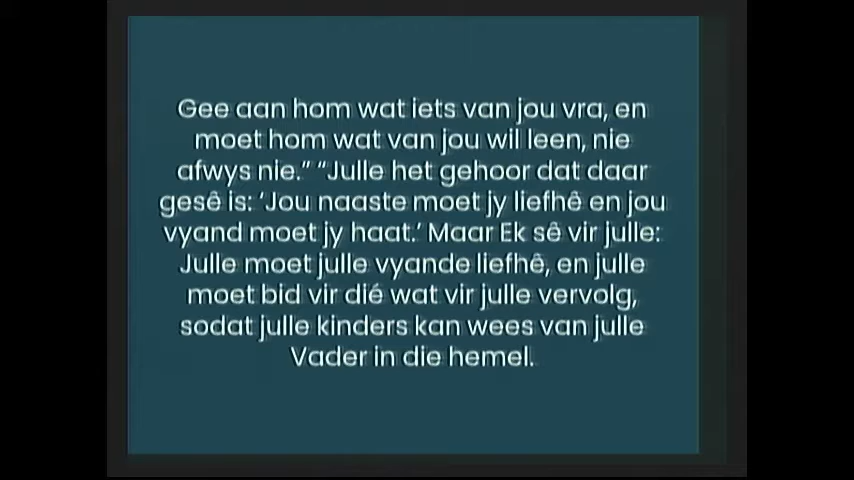 Gee aan hom wat iets van jou vra, en
moet hom wat van jou wil leen, nie
afwys nie.” “Julle het gehoor dat daar
gesê is: ‘Jou naaste moet jy liefhê en jou
vyand moet jy haat.’ Maar Ek sê vir julle:
Julle moet julle vyande liefhê, en julle
moet bid vir dié wat vir julle vervolg,
sodat julle kinders kan wees van julle
Vader in die hemel.